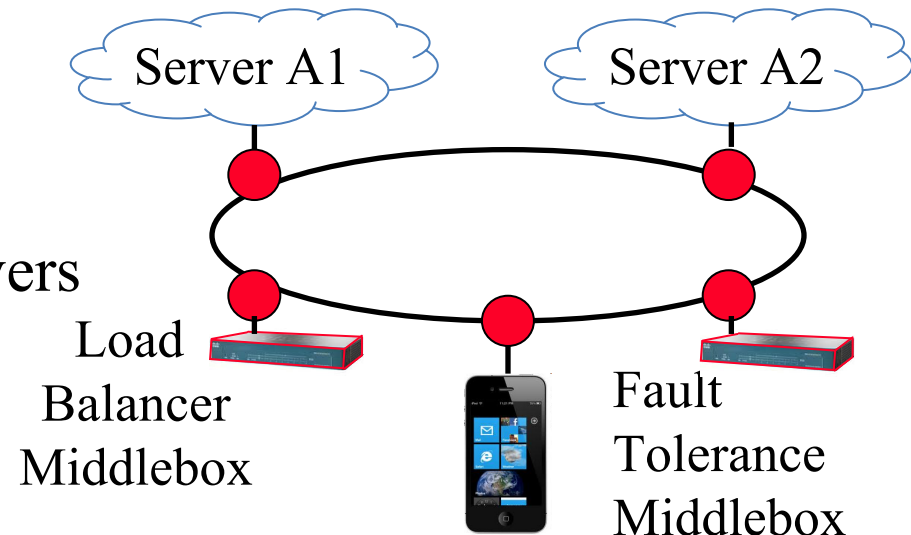 Server A1
Server A2
vers
Load
Balancer
Middlebox
Fault
Tolerance
Middlebox